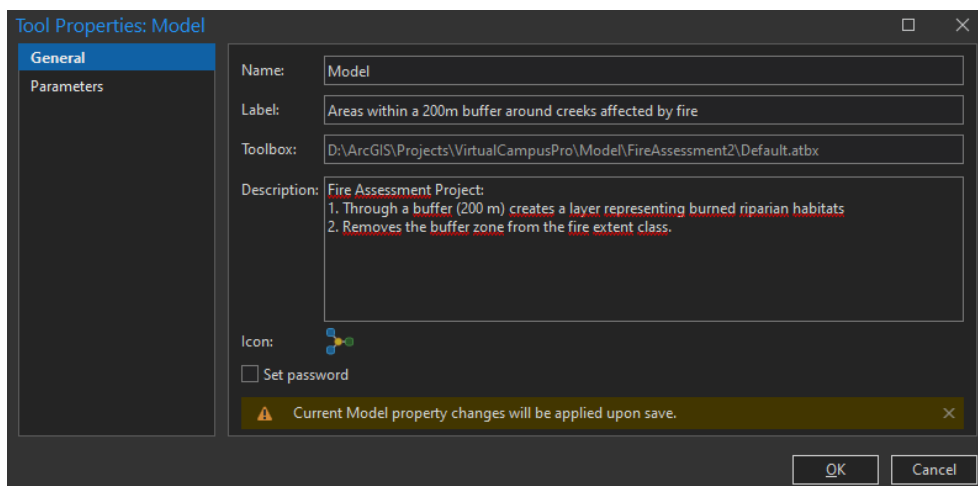 Tool Properties: Model
General
Parameters
Name: Model
Label: Areas within a 200m buffer around creeks affected by fire
Toolbox: D:\ArcGIS\Projects\VirtualCampusPro\Model\FireAssessment2\Default.atbx
Description: Fire Assessment Project:
1. Through a buffer (200 m) creates a layer representing burned riparian habitats
2. Removes the buffer zone from the fire extent class.
Icon:
Set password
Current Model property changes will be applied upon save.
OK Cancel